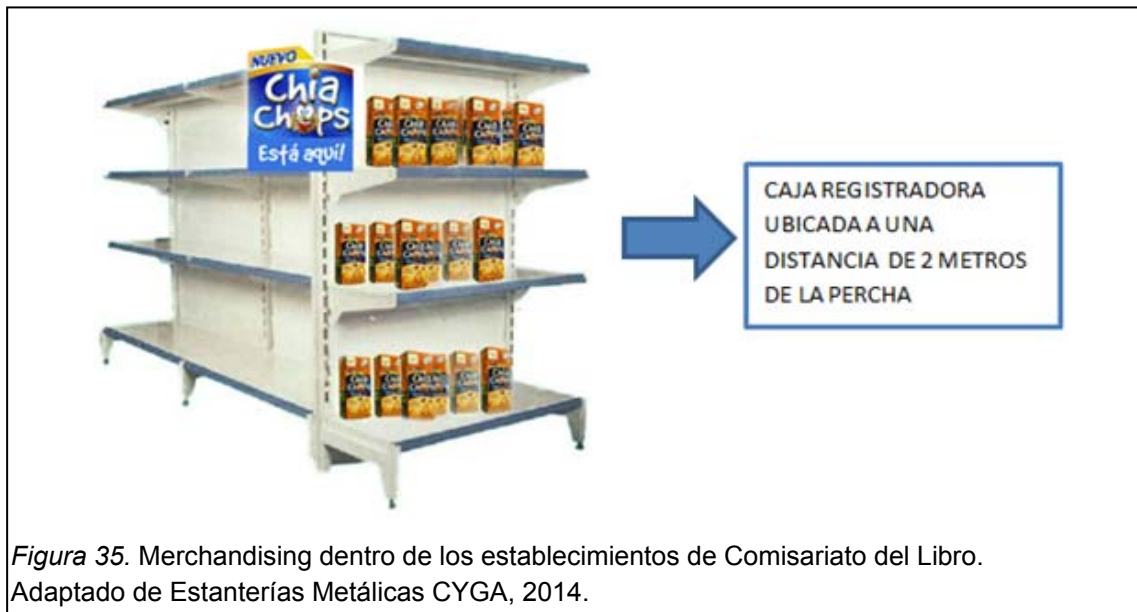 NUEVO
Chia
Chips
Está aquí!
CAJA REGISTRADORA
UBICADA A UNA
DISTANCIA DE 2 METROS
DE LA PERCHA
Figura 35. Merchandising dentro de los establecimientos de Comisariato del Libro.
Adaptado de Estanterías Metálicas CYGA, 2014.